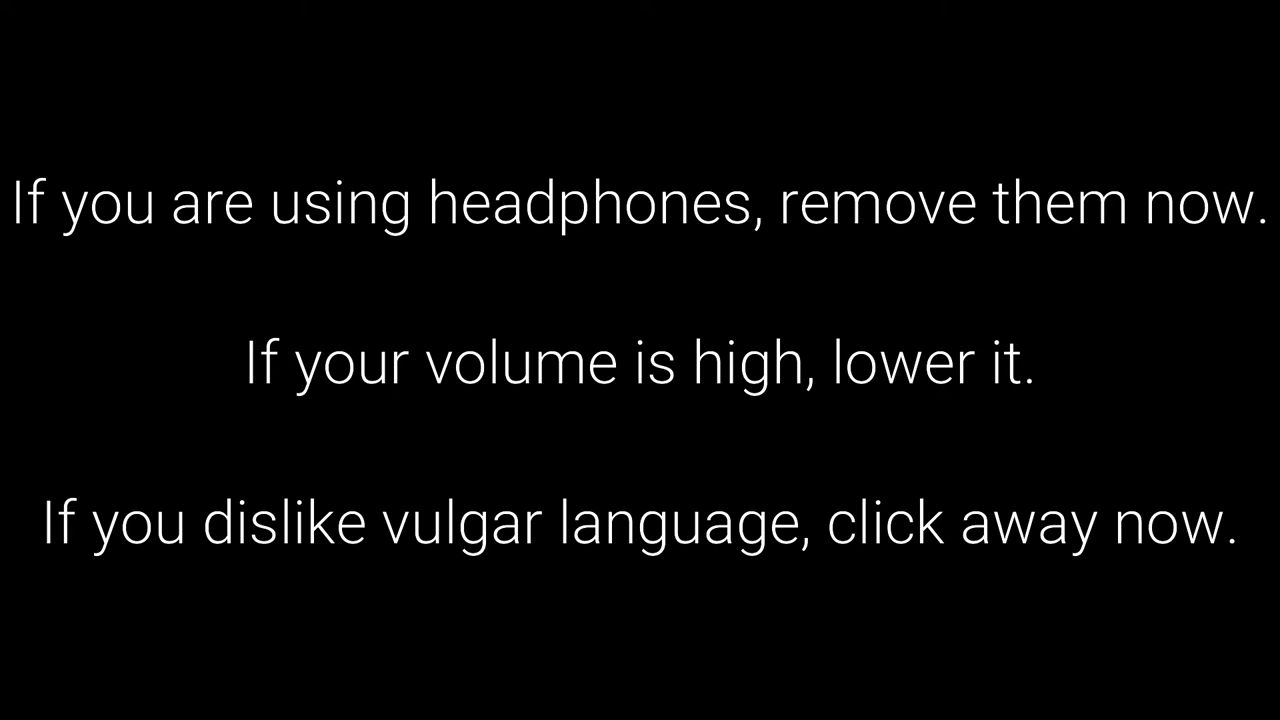 If you are using headphones, remove them now.
If your volume is high, lower it.
If you dislike vulgar language, click away now.